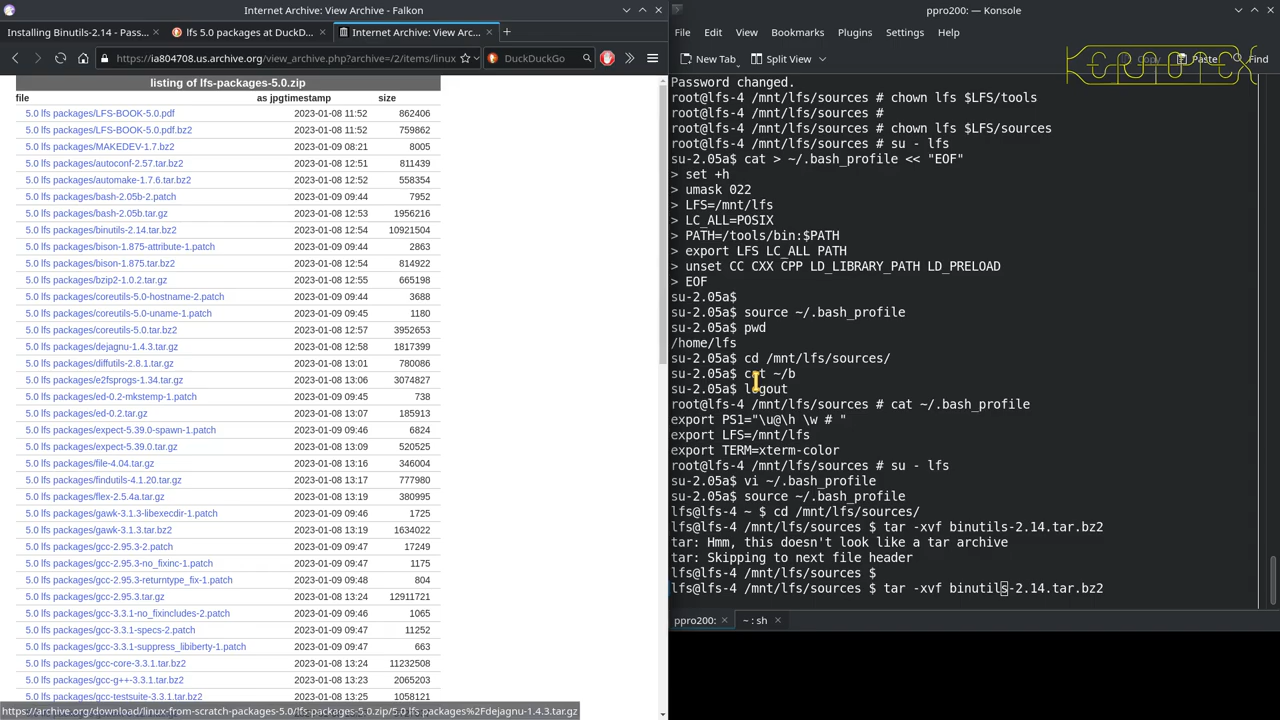 Internet Archive: View Archive - Falkon
Installing Binutils-2.14 - Pass...
lfs 5.0 packages at DuckD...
Internet Archive: View Arc...
https://ia804708.us.archive.org/view_archive.php?archive=/2/items/linux
DuckDuckGo
listing of lfs-packages-5.0.zip
file as jpg timestamp size
5.0 lfs packages/LFS-BOOK-5.0.pdf 2023-01-08 11:52 862406
5.0 lfs packages/LFS-BOOK-5.0.pdf.bz2 2023-01-08 11:52 759862
5.0 lfs packages/MAKEDEV-1.7.bz2 2023-01-09 08:21 8005
5.0 lfs packages/autoconf-2.57.tar.bz2 2023-01-08 12:51 811439
5.0 lfs packages/automake-1.7.6.tar.bz2 2023-01-08 12:51 558354
5.0 lfs packages/bash-2.05b-2.patch 2023-01-09 09:44 7952
5.0 lfs packages/bash-2.05b.tar.gz 2023-01-08 12:53 1956216
5.0 lfs packages/binutils-2.14.tar.bz2 2023-01-08 12:54 10921504
5.0 lfs packages/bison-1.875-attribute-1.patch 2023-01-09 09:44 2863
5.0 lfs packages/bison-1.875.tar.bz2 2023-01-08 12:54 814922
5.0 lfs packages/bzip2-1.0.2.tar.gz 2023-01-08 12:55 665198
5.0 lfs packages/coreutils-5.0-hostname-2.patch 2023-01-09 09:44 3688
5.0 lfs packages/coreutils-5.0-uname-1.patch 2023-01-09 09:45 1180
5.0 lfs packages/coreutils-5.0.tar.bz2 2023-01-08 12:57 3952653
5.0 lfs packages/dejagnu-1.4.3.tar.gz 2023-01-08 12:58 1817399
5.0 lfs packages/diffutils-2.8.1.tar.gz 2023-01-08 13:01 780086
5.0 lfs packages/e2fsprogs-1.34.tar.gz 2023-01-08 13:06 3074827
5.0 lfs packages/ed-0.2-mkstemp-1.patch 2023-01-09 09:45 738
5.0 lfs packages/ed-0.2.tar.gz 2023-01-08 13:07 185913
5.0 lfs packages/expect-5.39.0-spawn-1.patch 2023-01-09 09:46 6824
5.0 lfs packages/expect-5.39.0.tar.gz 2023-01-08 13:09 520525
5.0 lfs packages/file-4.04.tar.gz 2023-01-08 13:16 346004
5.0 lfs packages/findutils-4.1.20.tar.gz 2023-01-08 13:17 777980
5.0 lfs packages/flex-2.5.4a.tar.gz 2023-01-08 13:19 380995
5.0 lfs packages/gawk-3.1.3-libexecdir-1.patch 2023-01-09 09:47 1725
5.0 lfs packages/gawk-3.1.3.tar.bz2 2023-01-08 13:19 1634022
5.0 lfs packages/gcc-2.95.3-2.patch 2023-01-09 09:47 17249
5.0 lfs packages/gcc-2.95.3-no_fixinc-1.patch 2023-01-09 09:47 1175
5.0 lfs packages/gcc-2.95.3-returntype_fix-1.patch 2023-01-09 09:48 804
5.0 lfs packages/gcc-2.95.3.tar.gz 2023-01-08 13:24 12911721
5.0 lfs packages/gcc-3.3.1-no_fixincludes-2.patch 2023-01-09 09:47 1065
5.0 lfs packages/gcc-3.3.1-specs-2.patch 2023-01-09 09:47 11252
5.0 lfs packages/gcc-3.3.1-suppress_libiberty-1.patch 2023-01-09 09:47 663
5.0 lfs packages/gcc-core-3.3.1.tar.bz2 2023-01-08 13:24 11232508
5.0 lfs packages/gcc-g++-3.3.1.tar.bz2 2023-01-08 13:23 2065203
5.0 lfs packages/gcc-testsuite-3.3.1.tar.bz2 2023-01-08 13:25 1058121
https://archive.org/download/linux-from-scratch-packages-5.0/lfs-packages-5.0.zip/5.0 lfs packages%2Fdejagnu-1.4.3.tar.gz
ppro200: — Konsole
File Edit View Bookmarks Plugins Settings Help
New Tab Split View Copy Paste Find
Password changed.
root@lfs-4 /mnt/lfs/sources # chown lfs $LFS/tools
root@lfs-4 /mnt/lfs/sources #
root@lfs-4 /mnt/lfs/sources # chown lfs $LFS/sources
root@lfs-4 /mnt/lfs/sources # su - lfs
su-2.05a$ cat > ~/.bash_profile << "EOF"
> set +h
> umask 022
> LFS=/mnt/lfs
> LC_ALL=POSIX
> PATH=/tools/bin:$PATH
> export LFS LC_ALL PATH
> unset CC CXX CPP LD_LIBRARY_PATH LD_PRELOAD
> EOF
su-2.05a$
su-2.05a$ source ~/.bash_profile
su-2.05a$ pwd
/home/lfs
su-2.05a$ cd /mnt/lfs/sources/
su-2.05a$ cat ~/b
su-2.05a$ logout
root@lfs-4 /mnt/lfs/sources # cat ~/.bash_profile
export PS1="\u@\h \w # "
export LFS=/mnt/lfs
export TERM=xterm-color
root@lfs-4 /mnt/lfs/sources # su - lfs
su-2.05a$ vi ~/.bash_profile
su-2.05a$ source ~/.bash_profile
lfs@lfs-4 ~ $ cd /mnt/lfs/sources/
lfs@lfs-4 /mnt/lfs/sources $ tar -xvf binutils-2.14.tar.bz2
tar: Hmm, this doesn't look like a tar archive
tar: Skipping to next file header
lfs@lfs-4 /mnt/lfs/sources $
lfs@lfs-4 /mnt/lfs/sources $ tar -xvf binutils-2.14.tar.bz2
ppro200:
~ : sh